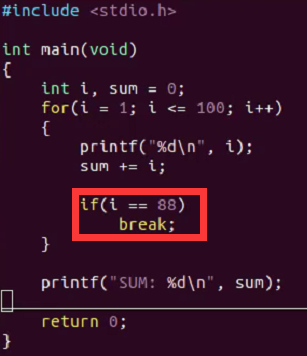 #include <stdio.h>
int main(void)
{
    int i, sum = 0;
    for(i = 1; i <= 100; i++)
    {
        printf("%d\n", i);
        sum += i;
        if(i == 88)
            break;
    }
    printf("SUM: %d\n", sum);
    return 0;
}